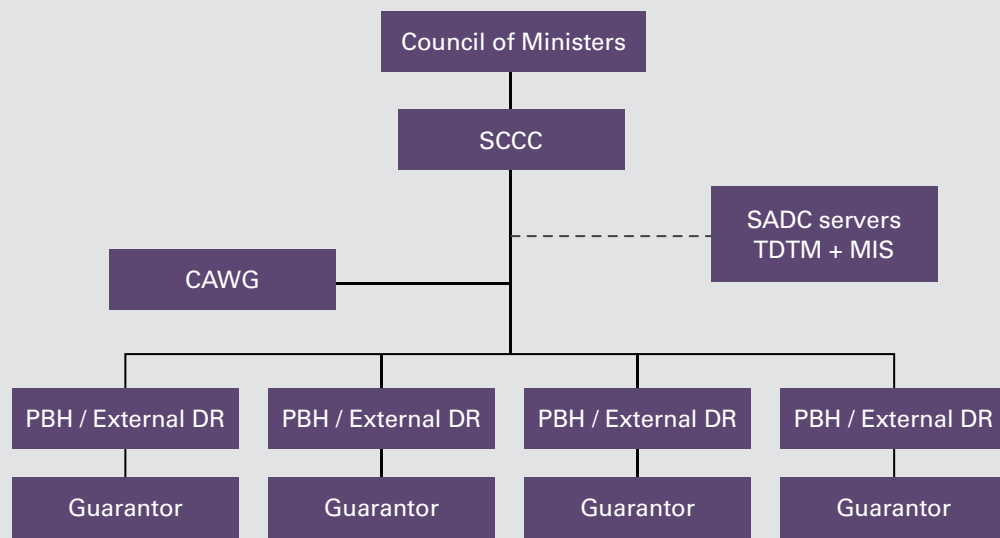 Council of Ministers
SCCC
SADC servers
TDTM + MIS
CAWG
PBH / External DR
PBH / External DR
PBH / External DR
PBH / External DR
Guarantor
Guarantor
Guarantor
Guarantor